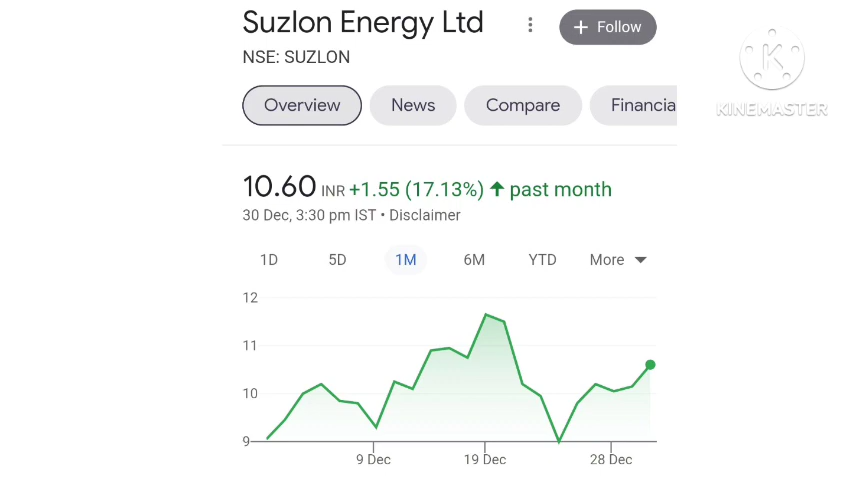 Suzlon Energy Ltd
+ Follow
NSE: SUZLON
Overview News Compare Financia
10.60 INR +1.55 (17.13%) ↑ past month
30 Dec, 3:30 pm IST • Disclaimer
1D 5D 1M 6M YTD More
12
11
10
9
9 Dec 19 Dec 28 Dec
K
KINEMASTER